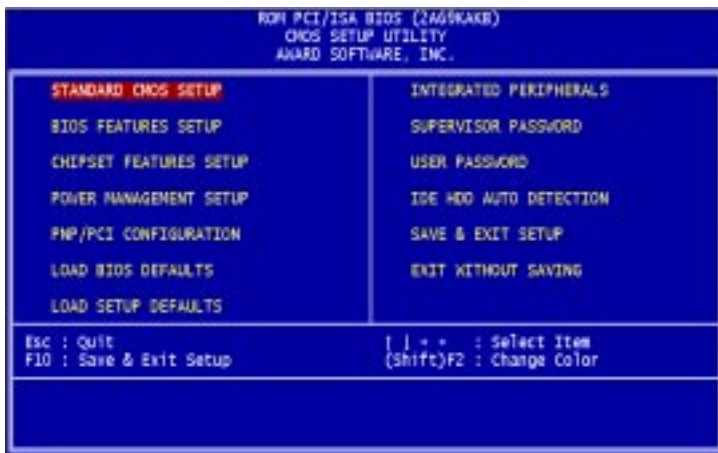 ROM PCI/ISA BIOS (2AG9KAKB)
CMOS SETUP UTILITY
AWARD SOFTWARE, INC.
STANDARD CMOS SETUP
BIOS FEATURES SETUP
CHIPSET FEATURES SETUP
POWER MANAGEMENT SETUP
PNP/PCI CONFIGURATION
LOAD BIOS DEFAULTS
LOAD SETUP DEFAULTS
INTEGRATED PERIPHERALS
SUPERVISOR PASSWORD
USER PASSWORD
IDE HDD AUTO DETECTION
SAVE & EXIT SETUP
EXIT WITHOUT SAVING
Esc : Quit
F10 : Save & Exit Setup
: Select Item
(Shift)F2 : Change Color